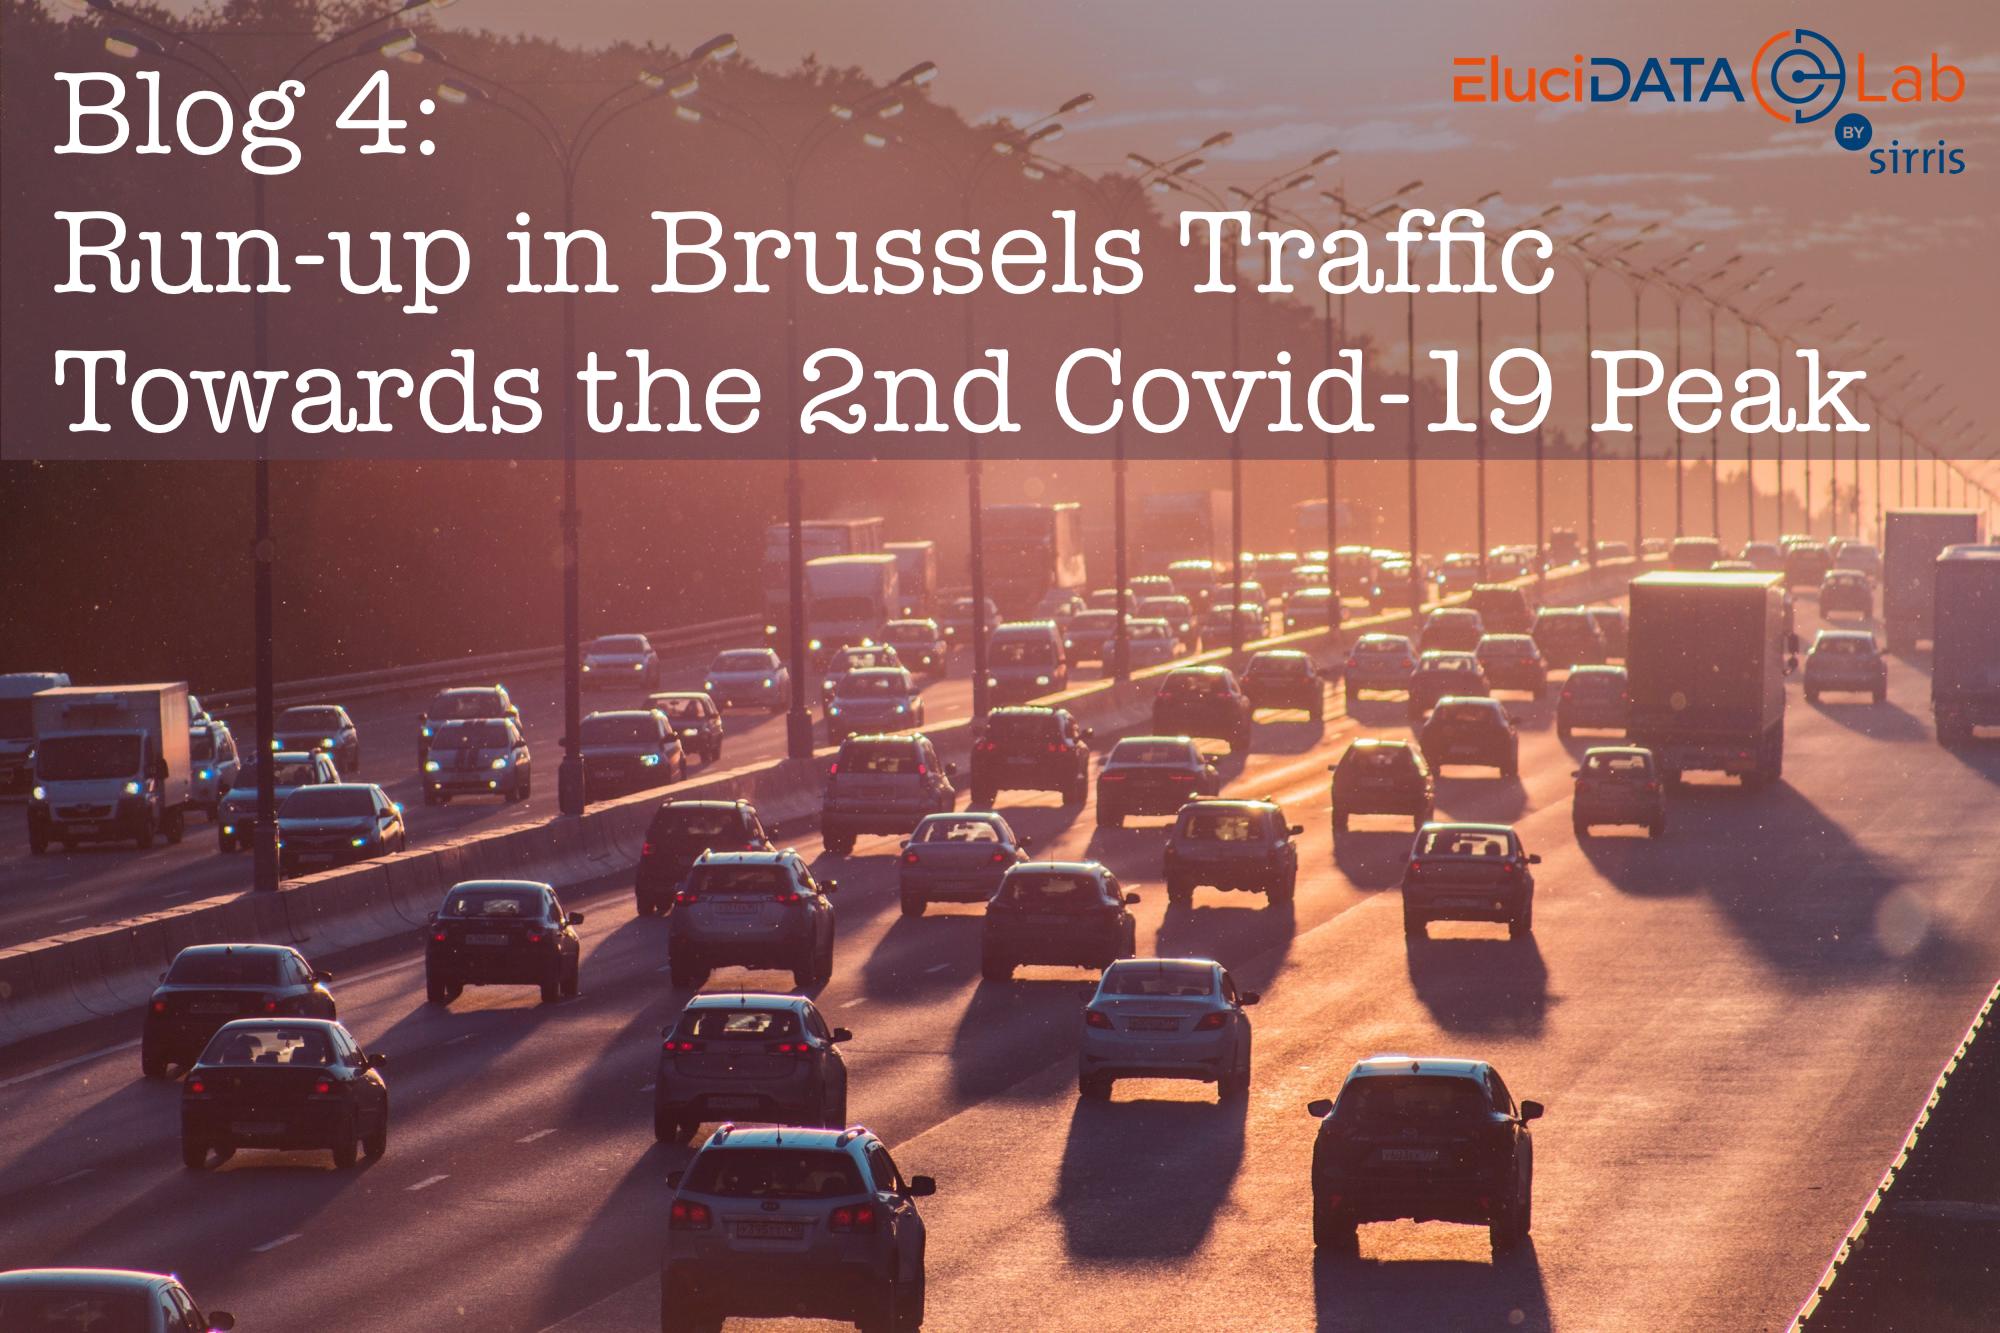 Blog 4:
Run-up in Brussels Traffic
Towards the 2nd Covid-19 Peak
EluciDATA Lab
BY
sirris